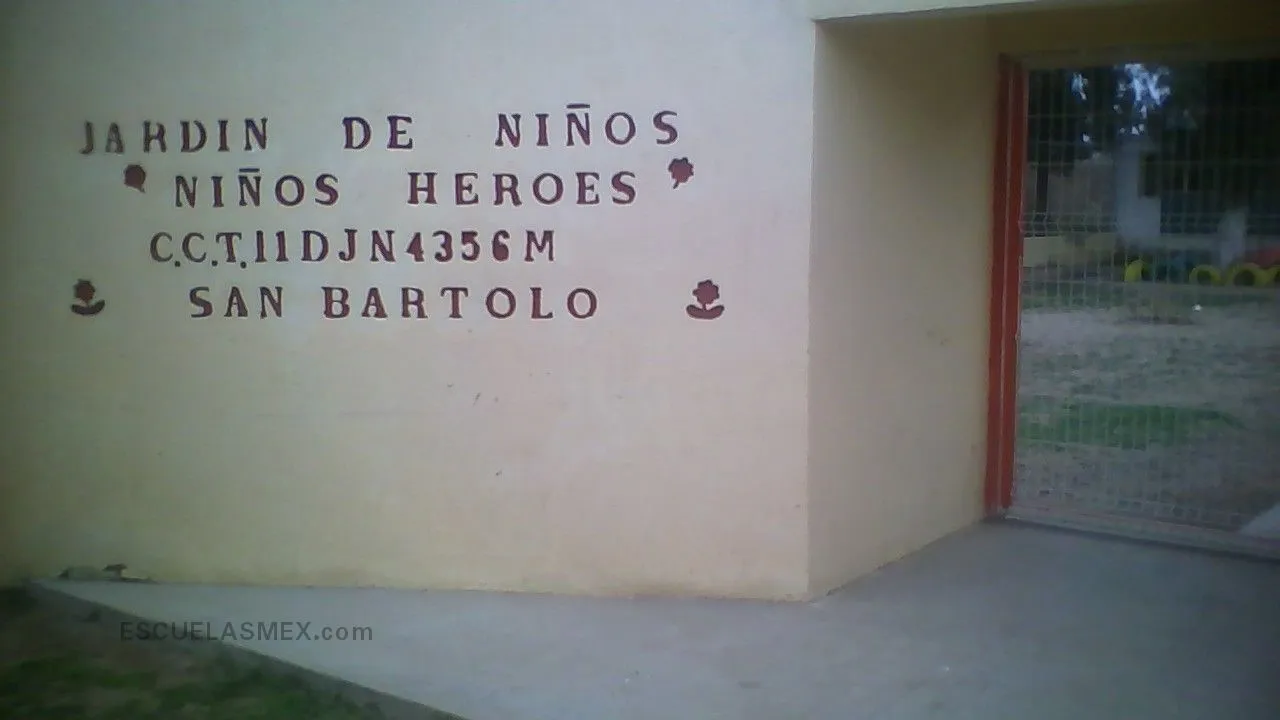 JARDIN DE NIÑOS
NIÑOS HEROES
C.C.T.11DJN4356M
SAN BARTOLO
ESCUELASMEX.com